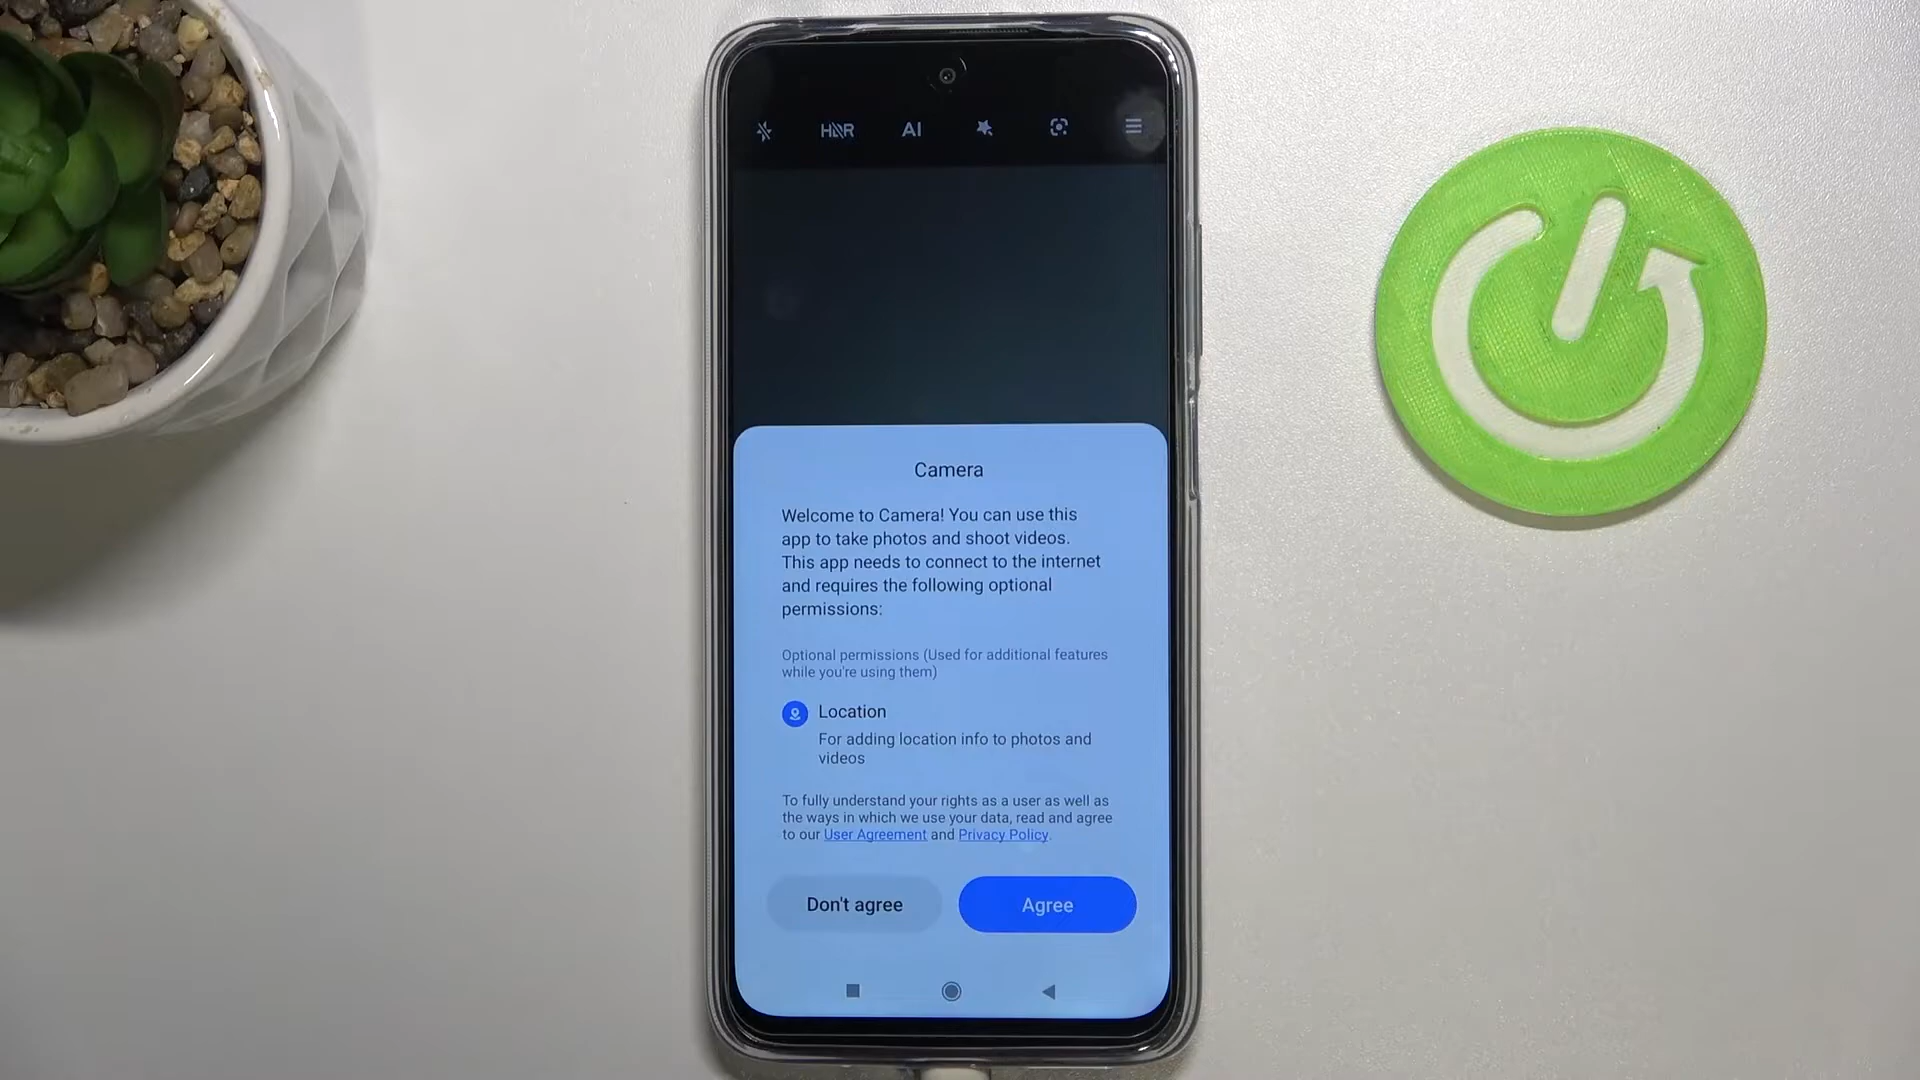 HDR AI
Camera
Welcome to Camera! You can use this
app to take photos and shoot videos.
This app needs to connect to the internet
and requires the following optional
permissions:
Optional permissions (Used for additional features
while you're using them)
Location
For adding location info to photos and
videos
To fully understand your rights as a user as well as
the ways in which we use your data, read and agree
to our User Agreement and Privacy Policy.
Don't agree Agree